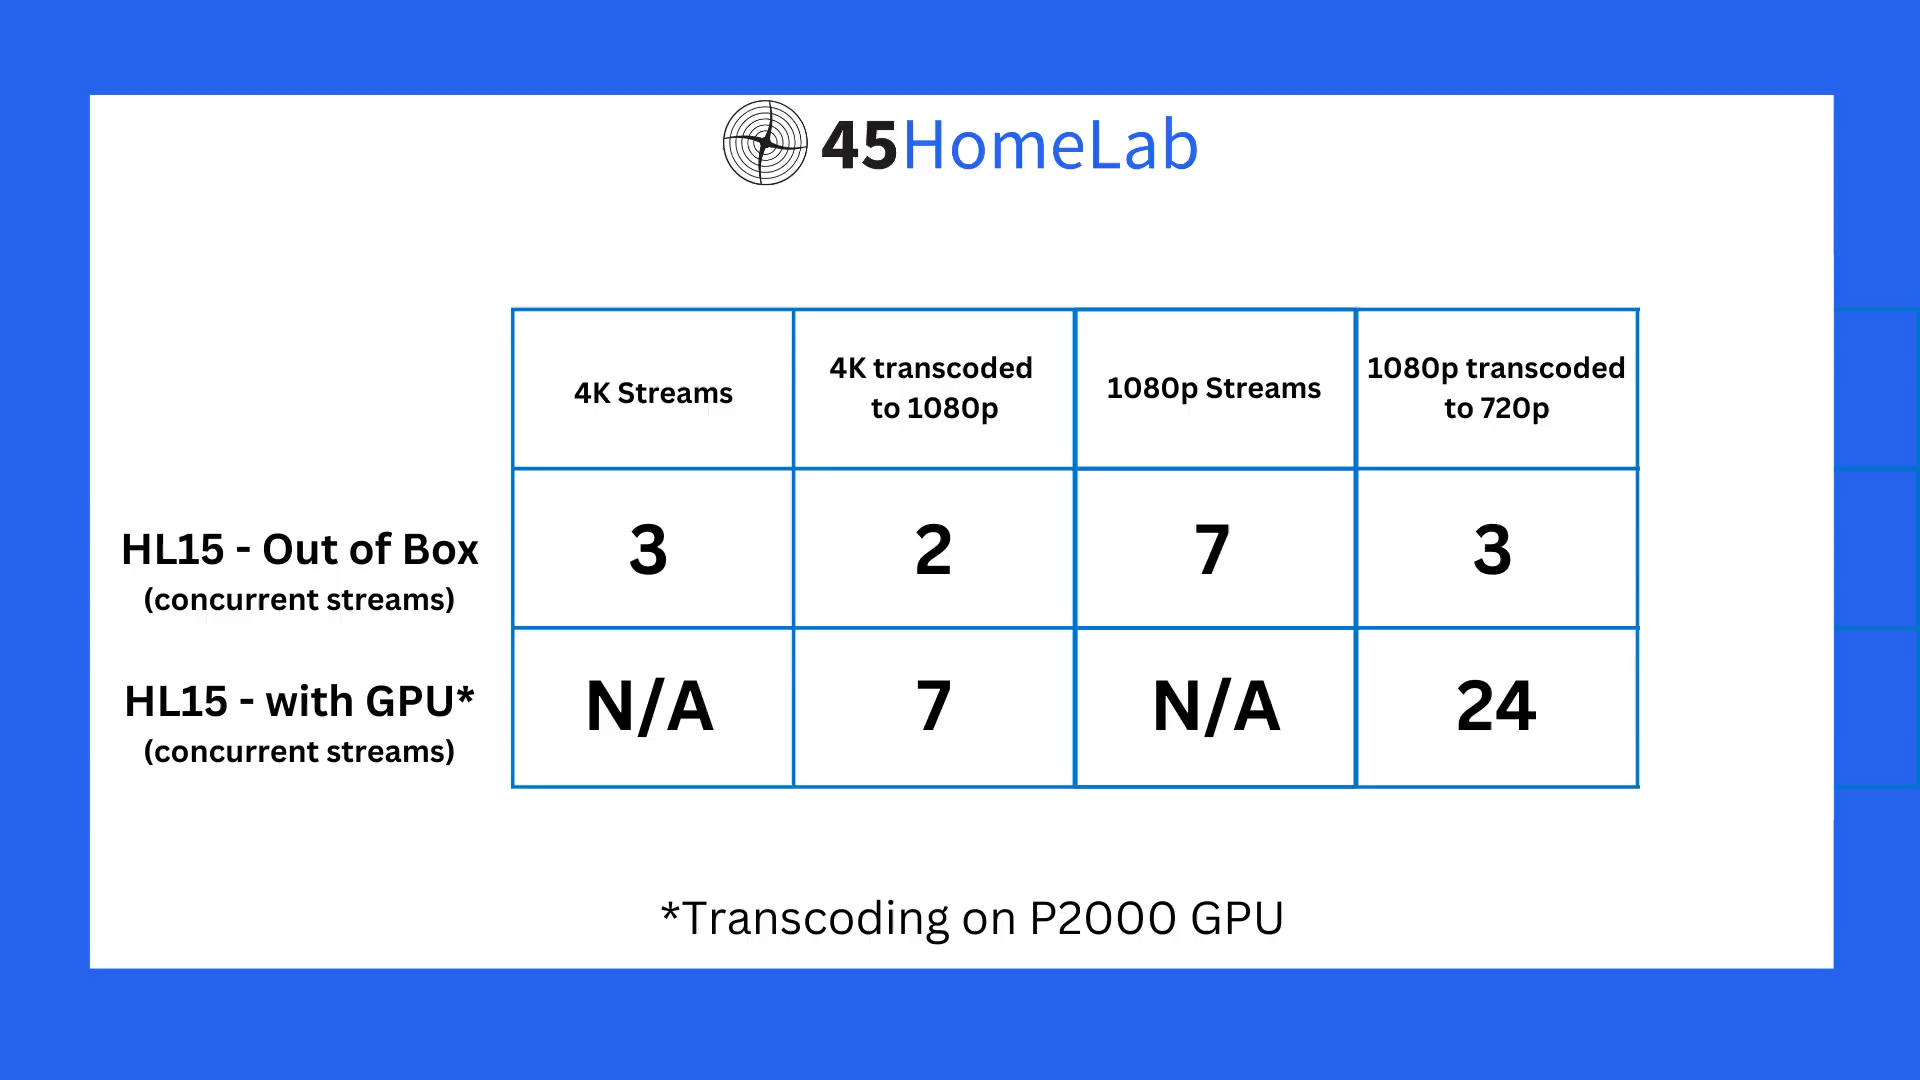 45HomeLab
4K Streams
4K transcoded
to 1080p
1080p Streams
1080p transcoded
to 720p
HL15 - Out of Box
(concurrent streams)
3
2
7
3
HL15 - with GPU*
(concurrent streams)
N/A
7
N/A
24
*Transcoding on P2000 GPU